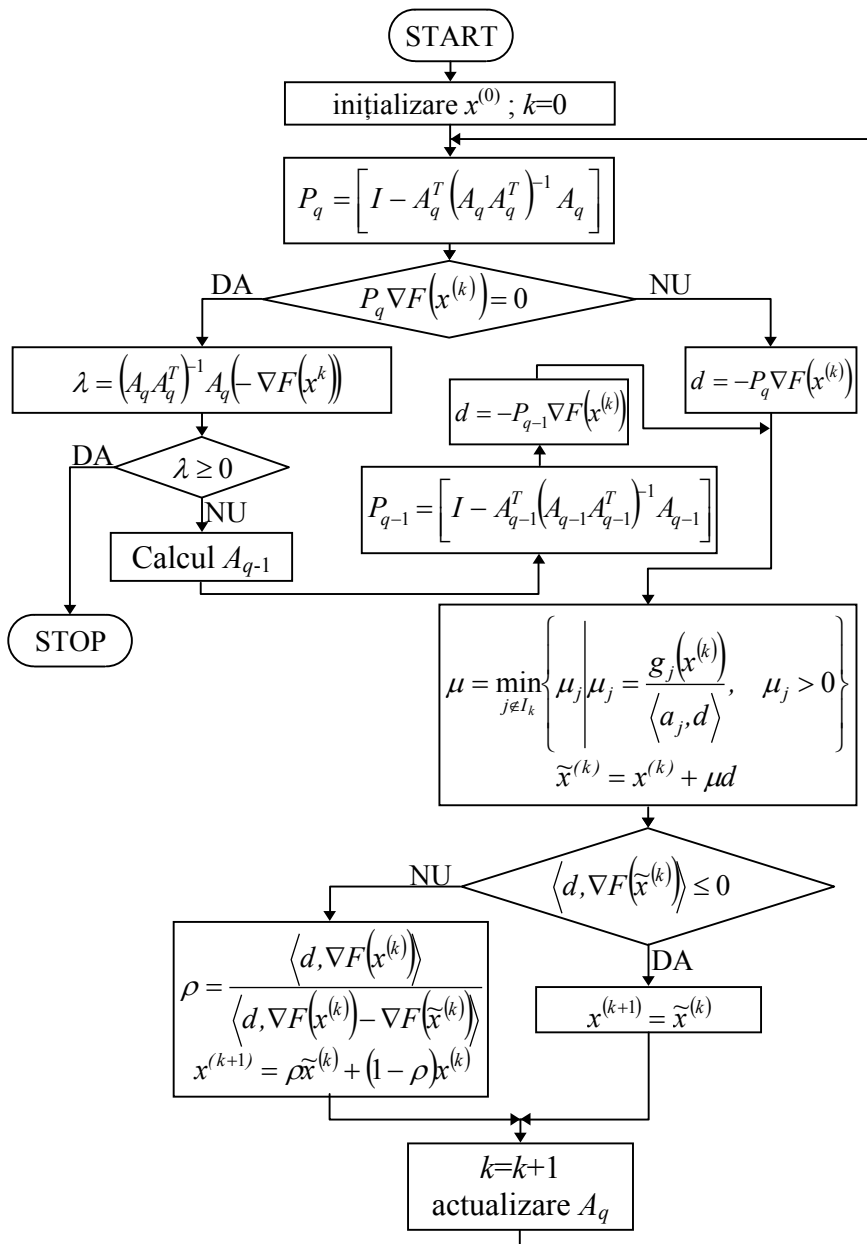 START
inițializare x^{(0)} ; k=0
P_q = [I − A_q^T (A_q A_q^T)^{−1} A_q]
DA
NU
P_q ∇F(x^{(k)}) = 0
λ = (A_q A_q^T)^{−1} A_q (− ∇F(x^k))
d = −P_{q−1} ∇F(x^{(k)})
d = −P_q ∇F(x^{(k)})
DA
λ ≥ 0
NU
P_{q−1} = [I − A_{q−1}^T (A_{q−1} A_{q−1}^T)^{−1} A_{q−1}]
Calcul A_{q-1}
STOP
μ = min_{j∉I_k} { μ_j | μ_j = g_j(x^{(k)}) / ⟨a_j, d⟩, μ_j > 0 }
x̃^{(k)} = x^{(k)} + μd
NU
⟨d, ∇F(x̃^{(k)})⟩ ≤ 0
DA
ρ = ⟨d, ∇F(x^{(k)})⟩ / ⟨d, ∇F(x^{(k)}) − ∇F(x̃^{(k)})⟩
x^{(k+1)} = ρx̃^{(k)} + (1 − ρ)x^{(k)}
x^{(k+1)} = x̃^{(k)}
k=k+1
actualizare A_q